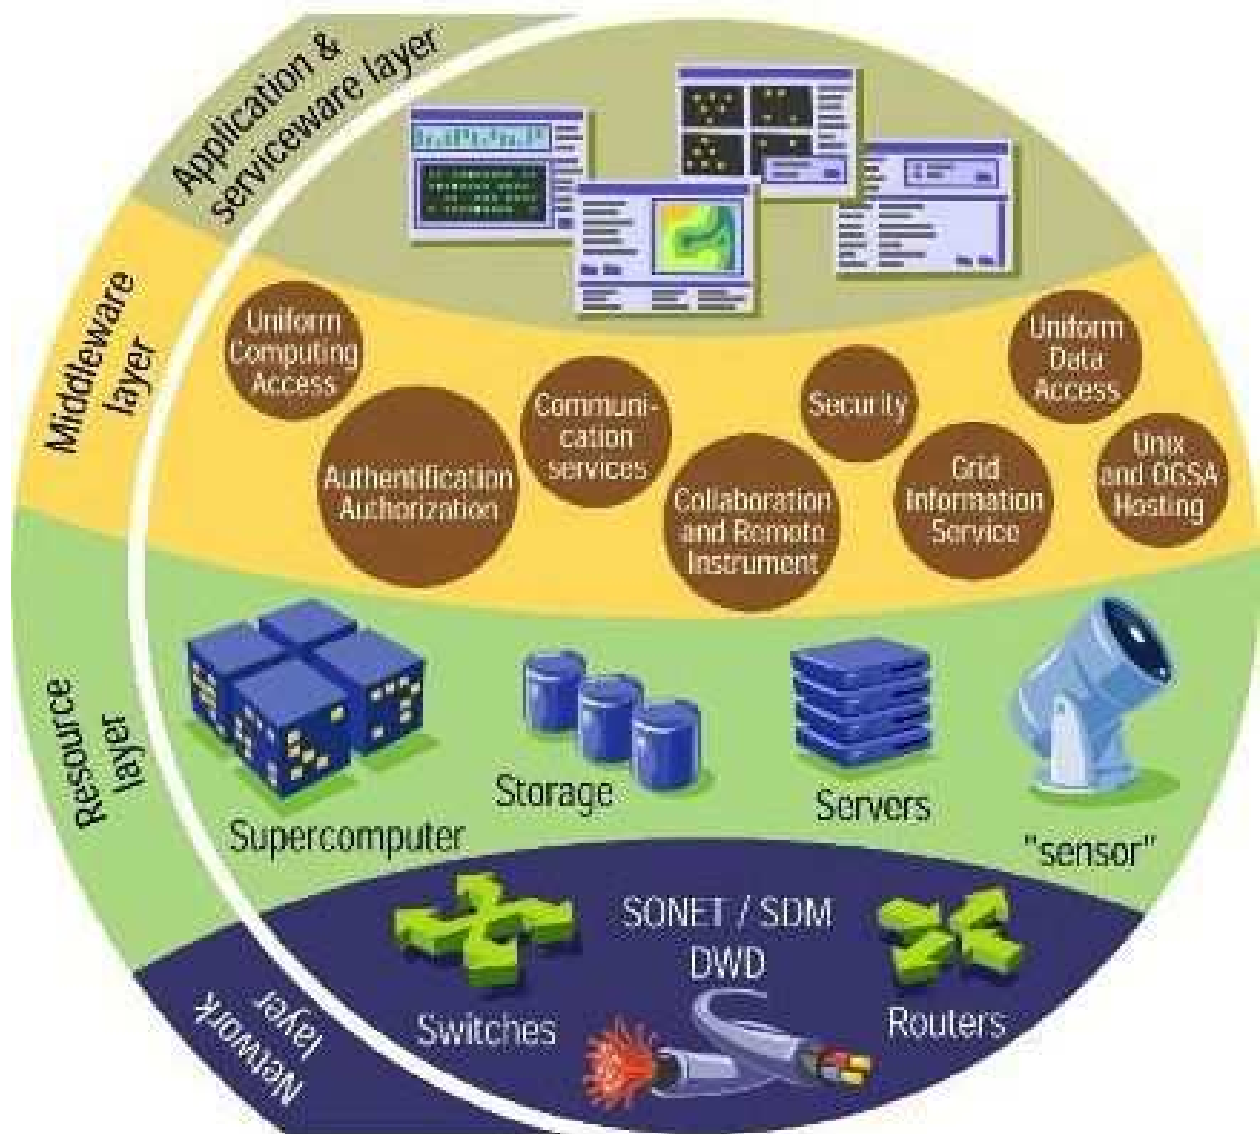 Application &
serviceware layer
Middleware
layer
Uniform
Computing
Access
Authentification
Authorization
Communi-
cation
services
Collaboration
and Remote
Instrument
Security
Grid
Information
Service
Uniform
Data
Access
Unix
and OGSA
Hosting
Resource
layer
Supercomputer
Storage
Servers
"sensor"
Network
layer
Switches
SONET / SDM
DWD
Routers